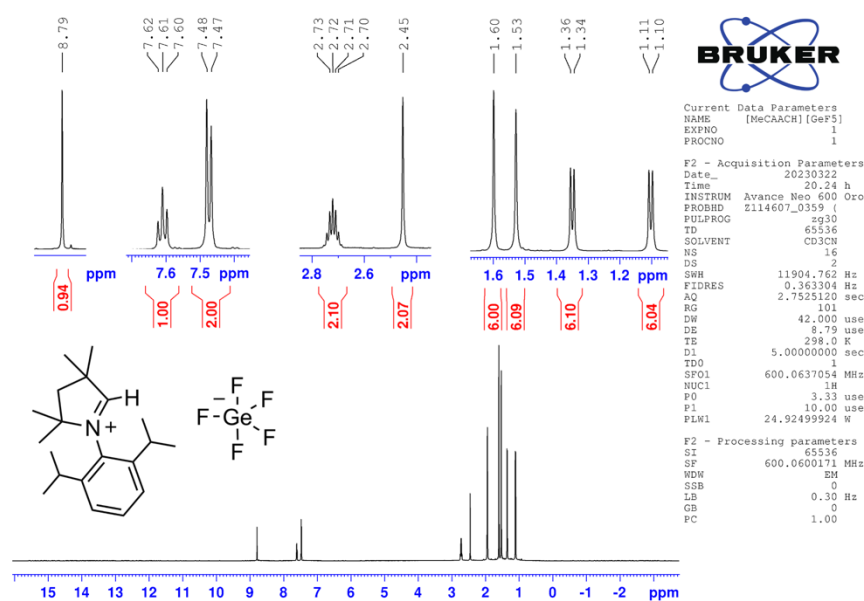 8.79 7.62 7.61 7.60 7.48 7.47 2.73 2.72 2.71 2.70 2.45 1.60 1.53 1.36 1.34 1.11 1.10
BRUKER
ppm 7.6 7.5 ppm 2.8 2.6 ppm 1.6 1.5 1.4 1.3 1.2 ppm
0.94 1.00 2.00 2.10 2.07 6.00 6.09 6.10 6.04
Current Data Parameters
NAME [MeCAACH][GeF5]
EXPNO 1
PROCNO 1
F2 - Acquisition Parameters
Date_ 20230322
Time 20.24 h
INSTRUM Avance Neo 600 Oro
PROBHD Z114607_0359 (
PULPROG zg30
TD 65536
SOLVENT CD3CN
NS 16
DS 2
SWH 11904.762 Hz
FIDRES 0.363304 Hz
AQ 2.7525120 sec
RG 101
DW 42.000 use
DE 8.79 use
TE 298.0 K
D1 5.00000000 sec
TD0 1
SFO1 600.0637054 MHz
NUC1 1H
P0 3.33 use
P1 10.00 use
PLW1 24.92499924 W
F2 - Processing parameters
SI 65536
SF 600.0600171 MHz
WDW EM
SSB 0
LB 0.30 Hz
GB 0
PC 1.00
H
N
+
F
−
F
F
Ge
F
F
15 14 13 12 11 10 9 8 7 6 5 4 3 2 1 0 -1 -2 ppm